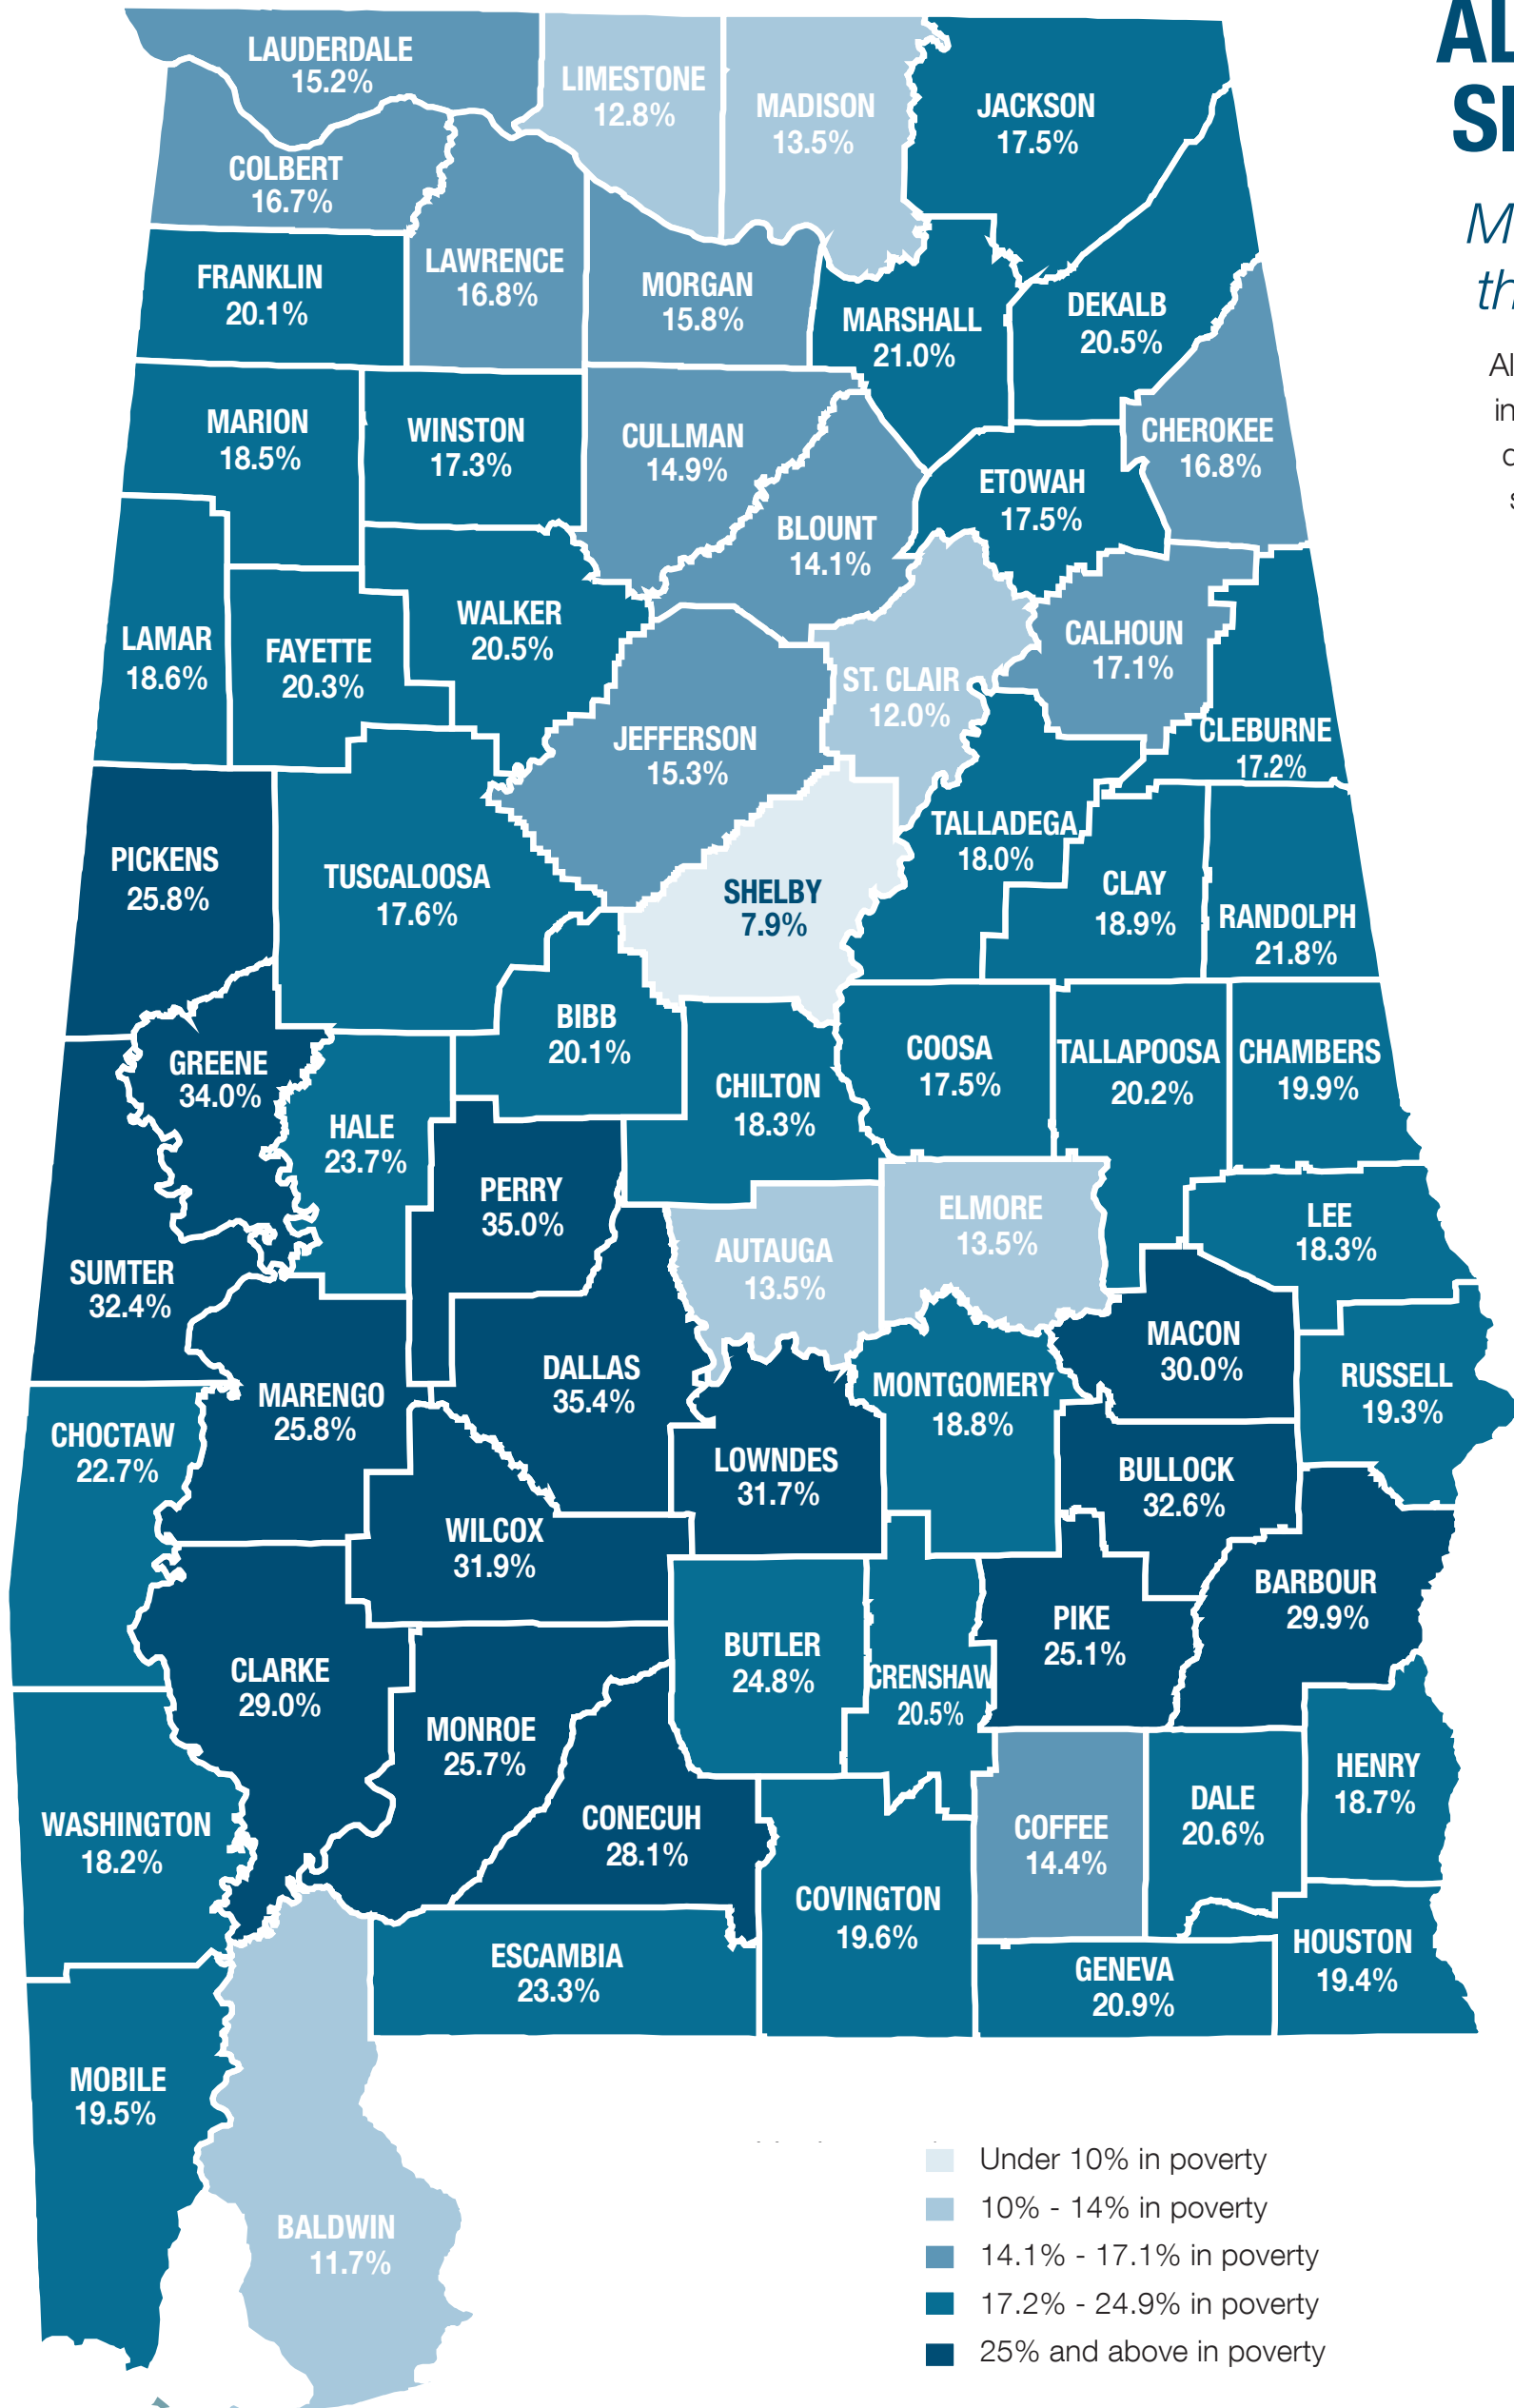 AL
SI
M
th
Al
in
LAUDERDALE
15.2%
LIMESTONE
12.8%
MADISON
13.5%
JACKSON
17.5%
COLBERT
16.7%
FRANKLIN
20.1%
LAWRENCE
16.8%
MORGAN
15.8%
MARSHALL
21.0%
DEKALB
20.5%
CHEROKEE
16.8%
MARION
18.5%
WINSTON
17.3%
CULLMAN
14.9%
BLOUNT
14.1%
ETOWAH
17.5%
LAMAR
18.6%
FAYETTE
20.3%
WALKER
20.5%
JEFFERSON
15.3%
ST. CLAIR
12.0%
CALHOUN
17.1%
CLEBURNE
17.2%
PICKENS
25.8%
TUSCALOOSA
17.6%
SHELBY
7.9%
TALLADEGA
18.0%
CLAY
18.9%
RANDOLPH
21.8%
GREENE
34.0%
HALE
23.7%
BIBB
20.1%
CHILTON
18.3%
COOSA
17.5%
TALLAPOOSA
20.2%
CHAMBERS
19.9%
SUMTER
32.4%
PERRY
35.0%
AUTAUGA
13.5%
ELMORE
13.5%
LEE
18.3%
MARENGO
25.8%
DALLAS
35.4%
LOWNDES
31.7%
MONTGOMERY
18.8%
MACON
30.0%
RUSSELL
19.3%
CHOCTAW
22.7%
WILCOX
31.9%
BULLOCK
32.6%
BARBOUR
29.9%
CLARKE
29.0%
MONROE
25.7%
BUTLER
24.8%
CRENSHAW
20.5%
PIKE
25.1%
WASHINGTON
18.2%
CONECUH
28.1%
COVINGTON
19.6%
COFFEE
14.4%
DALE
20.6%
HENRY
18.7%
ESCAMBIA
23.3%
GENEVA
20.9%
HOUSTON
19.4%
MOBILE
19.5%
BALDWIN
11.7%
Under 10% in poverty
10% - 14% in poverty
14.1% - 17.1% in poverty
17.2% - 24.9% in poverty
25% and above in poverty